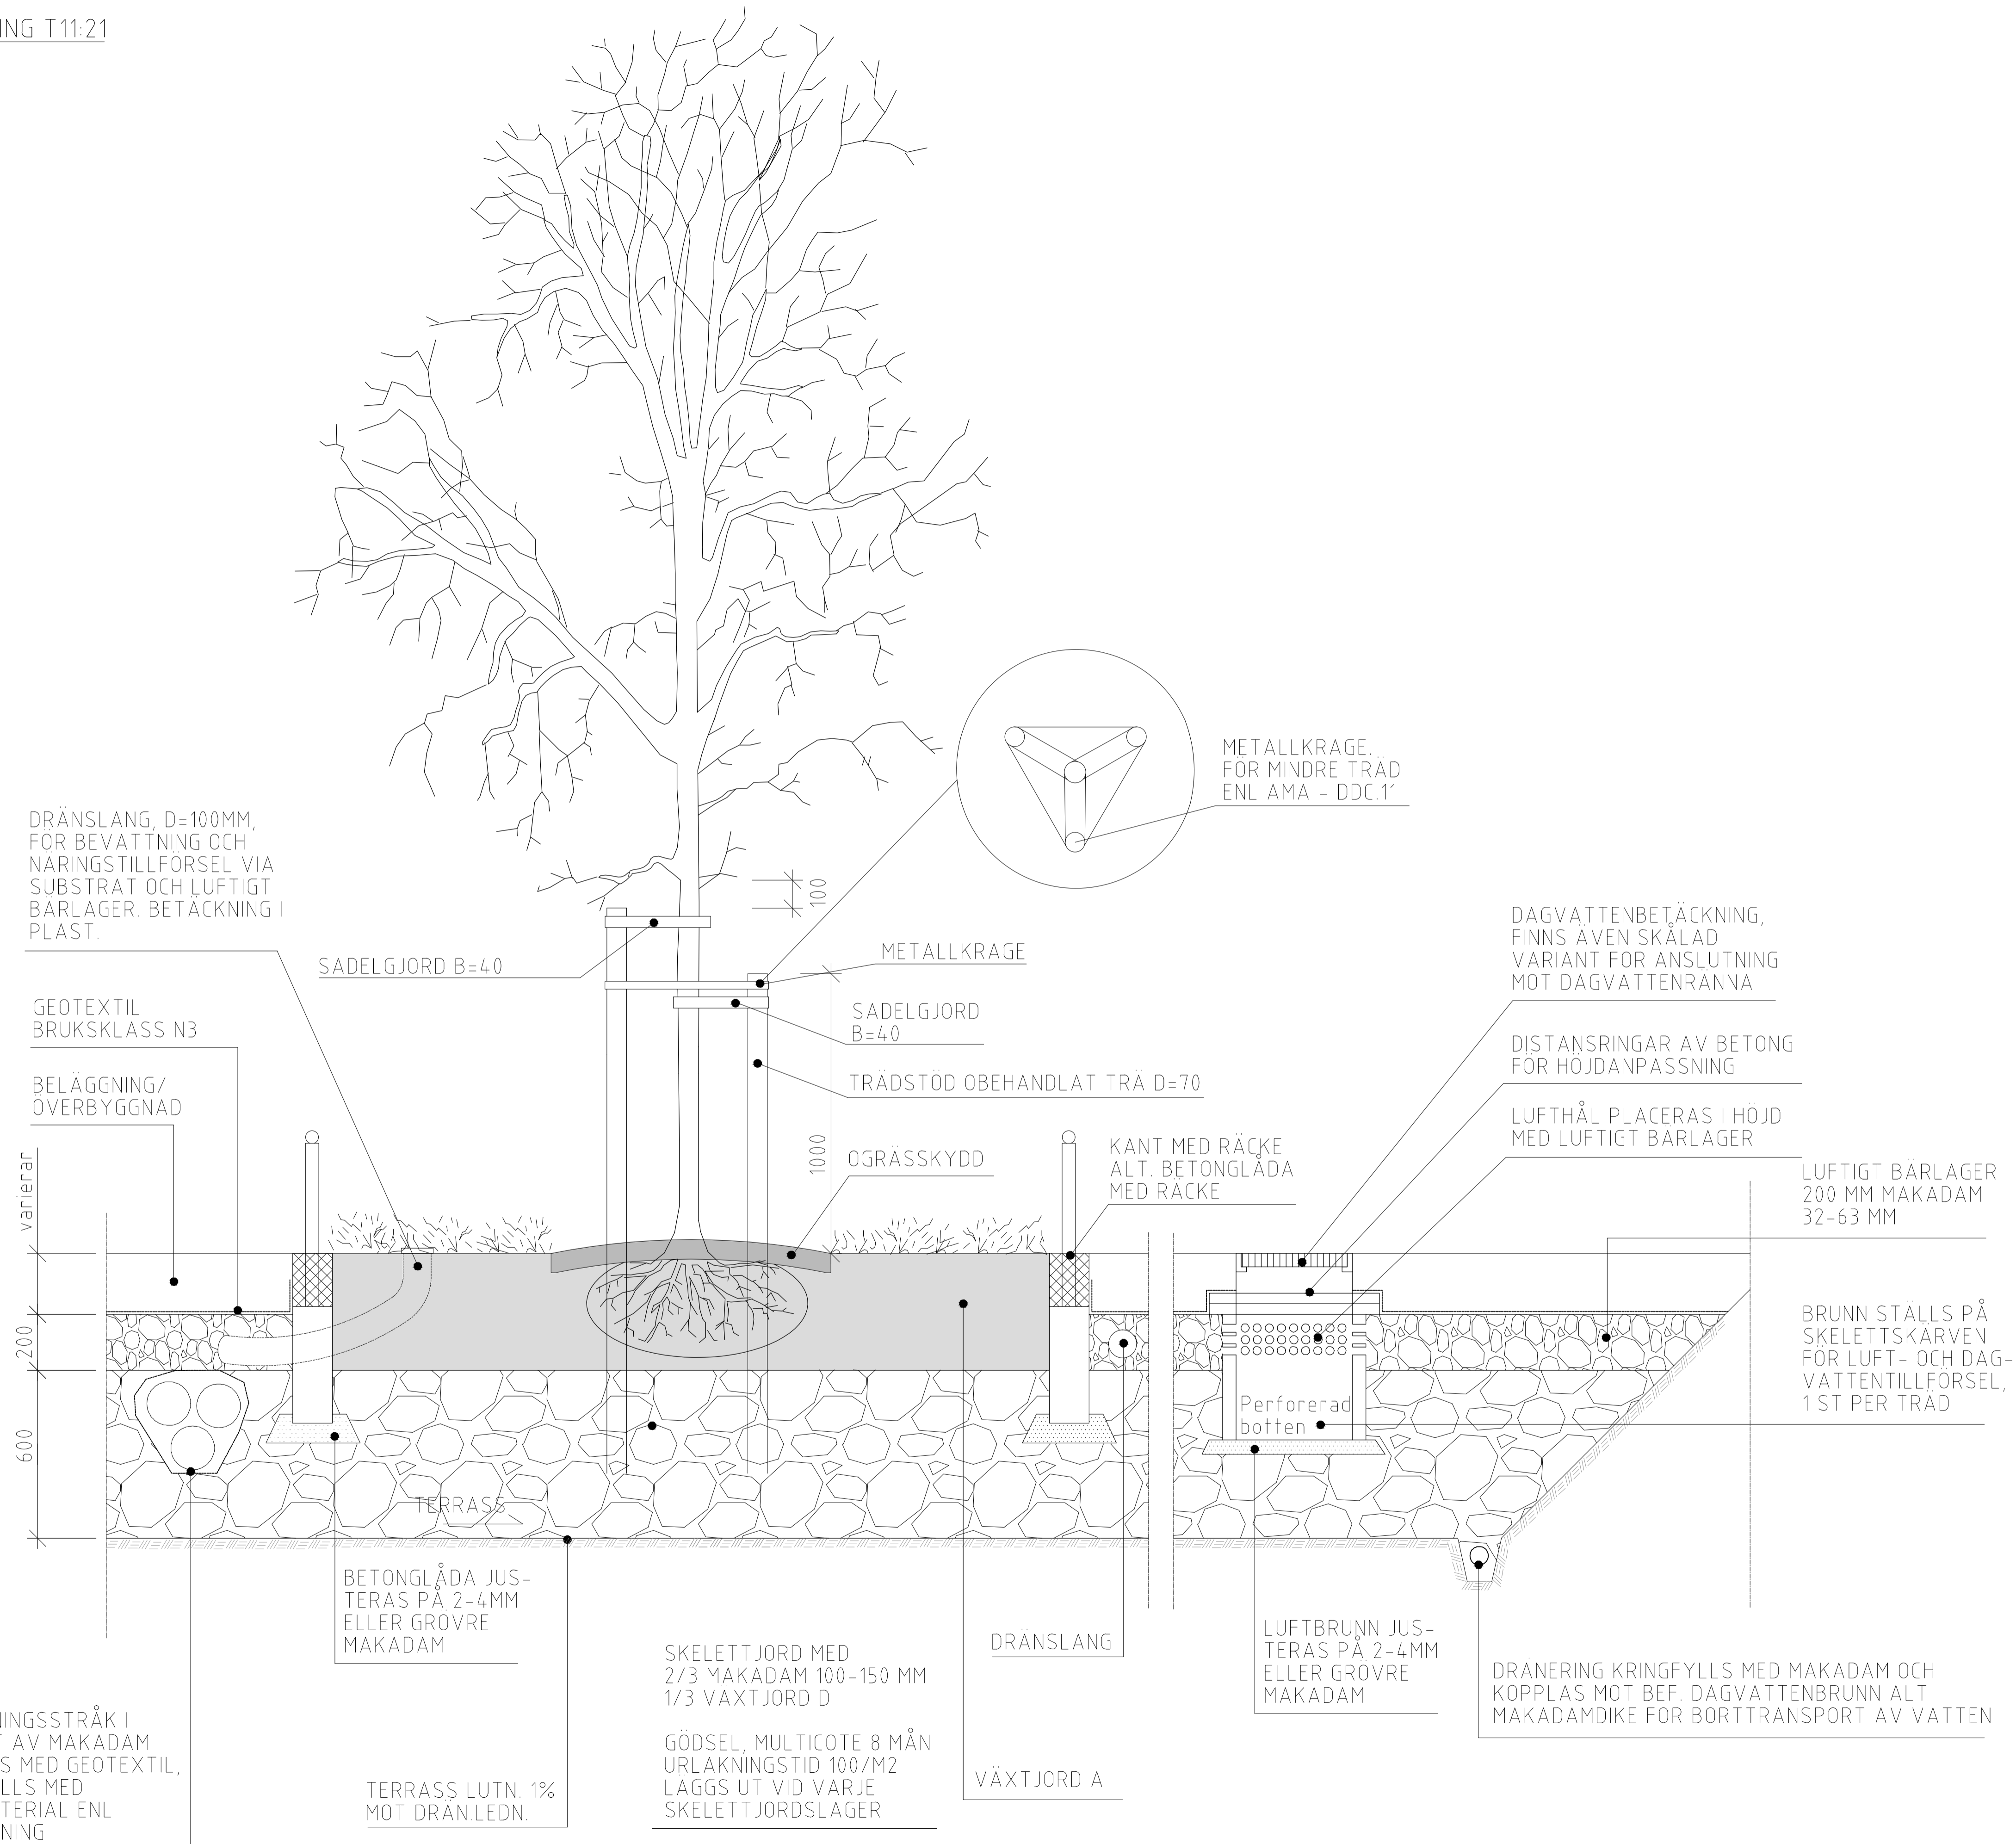 ING T11:21
METALLKRAGE.
FÖR MINDRE TRÄD
ENL AMA - DDC.11
DRÄNSLANG, D=100MM,
FÖR BEVATTNING OCH
NÄRINGSTILLFÖRSEL VIA
SUBSTRAT OCH LUFTIGT
BÄRLAGER. BETÄCKNING I
PLAST.
100
SADELGJORD B=40
METALLKRAGE
SADELGJORD
B=40
DAGVATTENBETÄCKNING,
FINNS ÄVEN SKÅLAD
VARIANT FÖR ANSLUTNING
MOT DAGVATTENRÄNNA
GEOTEXTIL
BRUKSKLASS N3
DISTANSRINGAR AV BETONG
FÖR HÖJDANPASSNING
BELÄGGNING/
ÖVERBYGGNAD
TRÄDSTÖD OBEHANDLAT TRÄ D=70
LUFTHÅL PLACERAS I HÖJD
MED LUFTIGT BÄRLAGER
1000
OGRÄSSKYDD
KANT MED RÄCKE
ALT. BETONGLÅDA
MED RÄCKE
LUFTIGT BÄRLAGER
200 MM MAKADAM
32-63 MM
varierar
200
600
BRUNN STÄLLS PÅ
SKELETTSKÄRVEN
FÖR LUFT- OCH DAG-
VATTENTILLFÖRSEL,
1 ST PER TRÄD
Perforerad
botten
TERRASS
BETONGLÅDA JUS-
TERAS PÅ 2-4MM
ELLER GRÖVRE
MAKADAM
SKELETTJORD MED
2/3 MAKADAM 100-150 MM
1/3 VÄXTJORD D
GÖDSEL, MULTICOTE 8 MÅN
URLAKNINGSTID 100/M2
LÄGGS UT VID VARJE
SKELETTJORDSLAGER
DRÄNSLANG
VÄXTJORD A
LUFTBRUNN JUS-
TERAS PÅ 2-4MM
ELLER GRÖVRE
MAKADAM
DRÄNERING KRINGFYLLS MED MAKADAM OCH
KOPPLAS MOT BEF. DAGVATTENBRUNN ALT
MAKADAMDIKE FÖR BORTTRANSPORT AV VATTEN
NINGSSTRÅK I
T AV MAKADAM
S MED GEOTEXTIL,
LLS MED
TERIAL ENL
NING
TERRASS LUTN. 1%
MOT DRÄN.LEDN.